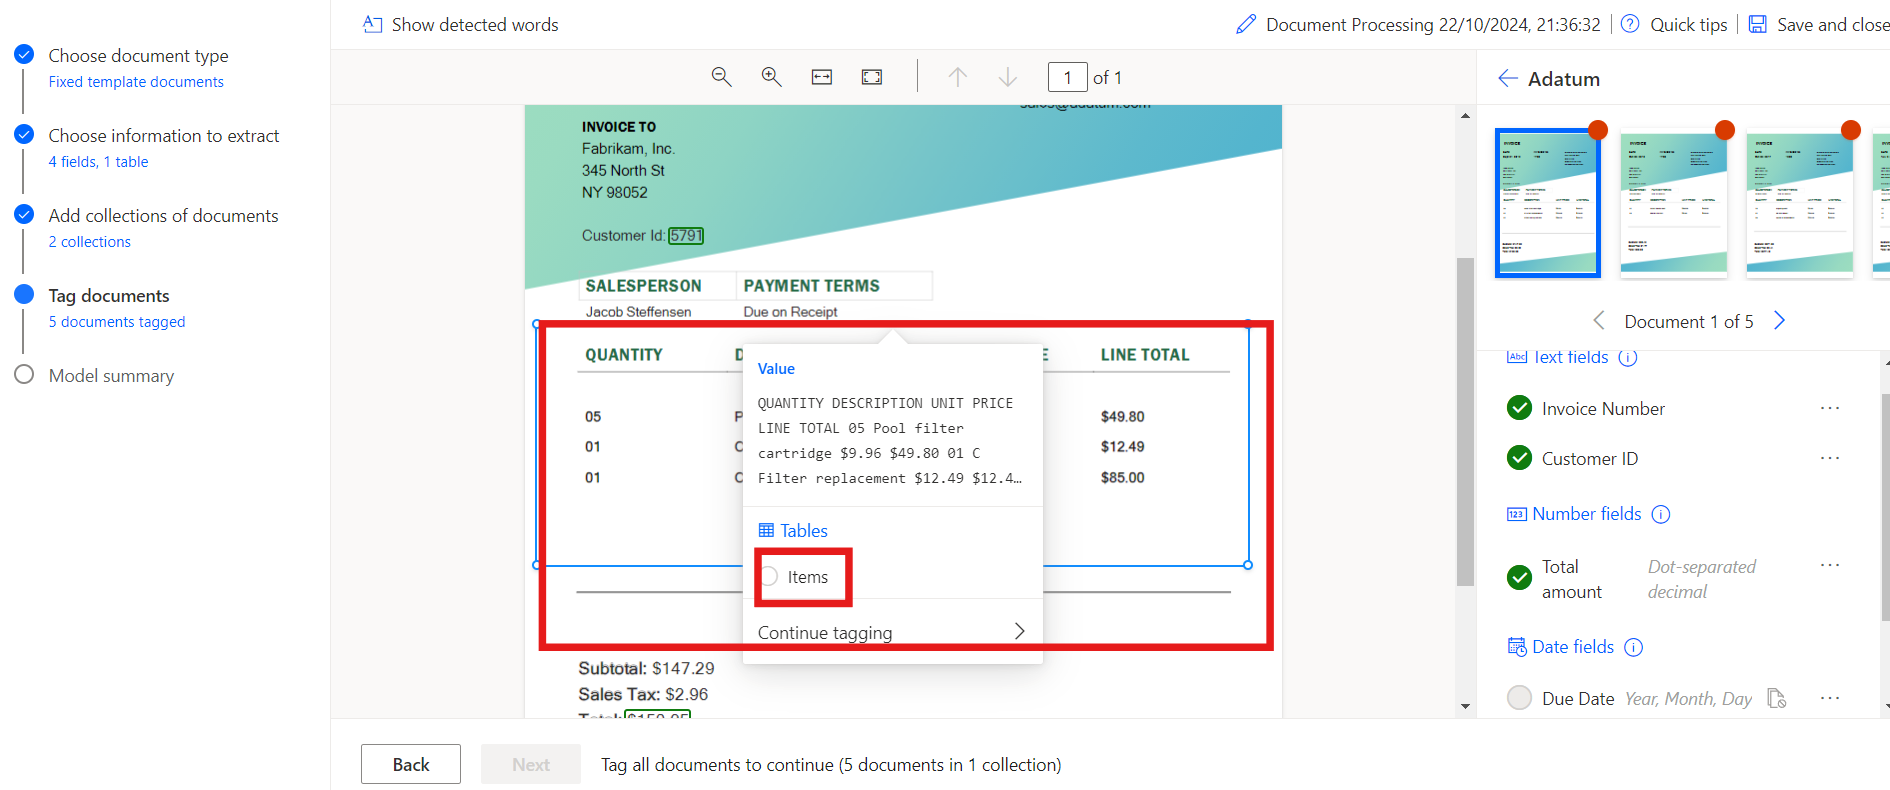 Show detected words
Document Processing 22/10/2024, 21:36:32
Quick tips
Save and close
Choose document type
Fixed template documents
Choose information to extract
4 fields, 1 table
Add collections of documents
2 collections
Tag documents
5 documents tagged
Model summary
1 of 1
sales@adatum.com
INVOICE TO
Fabrikam, Inc.
345 North St
NY 98052
Customer Id: 5791
SALESPERSON PAYMENT TERMS
Jacob Steffensen Due on Receipt
QUANTITY D E LINE TOTAL
05 P $49.80
01 C $12.49
01 C $85.00
Value
QUANTITY DESCRIPTION UNIT PRICE
LINE TOTAL 05 Pool filter
cartridge $9.96 $49.80 01 C
Filter replacement $12.49 $12.4…
Tables
Items
Continue tagging
Subtotal: $147.29
Sales Tax: $2.96
Adatum
Document 1 of 5
Abc Text fields
Invoice Number
Customer ID
123 Number fields
Total amount
Dot-separated decimal
Date fields
Due Date Year, Month, Day
Back
Next
Tag all documents to continue (5 documents in 1 collection)